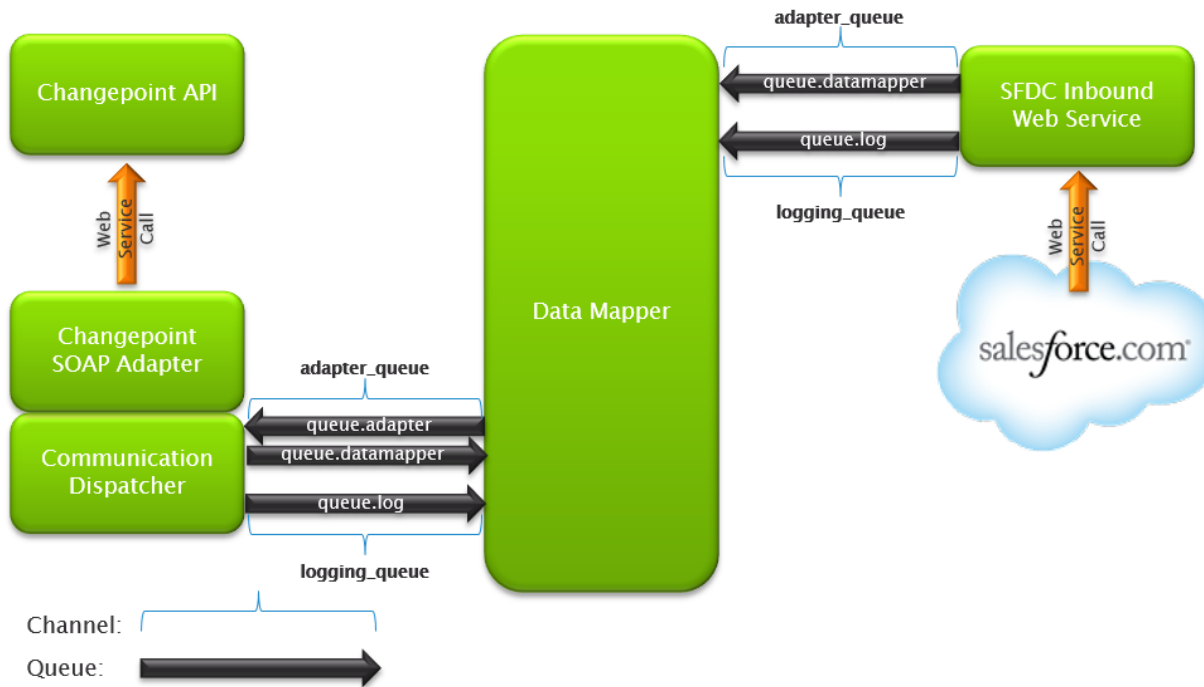 adapter_queue
Changepoint API
queue.datamapper
SFDC Inbound
Web Service
queue.log
logging_queue
Web
Service
Call
Web
Service
Call
Changepoint
SOAP Adapter
Data Mapper
salesforce.com
adapter_queue
queue.adapter
queue.datamapper
Communication
Dispatcher
queue.log
logging_queue
Channel:
Queue: